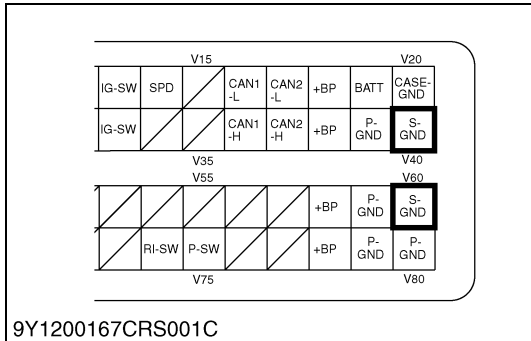 V15 V20
IG-SW SPD CAN1-L CAN2-L +BP BATT CASE-GND
IG-SW CAN1-H CAN2-H +BP P-GND S-GND
V35 V40
V55 V60
+BP P-GND S-GND
RI-SW P-SW +BP P-GND P-GND
V75 V80
9Y1200167CRS001C